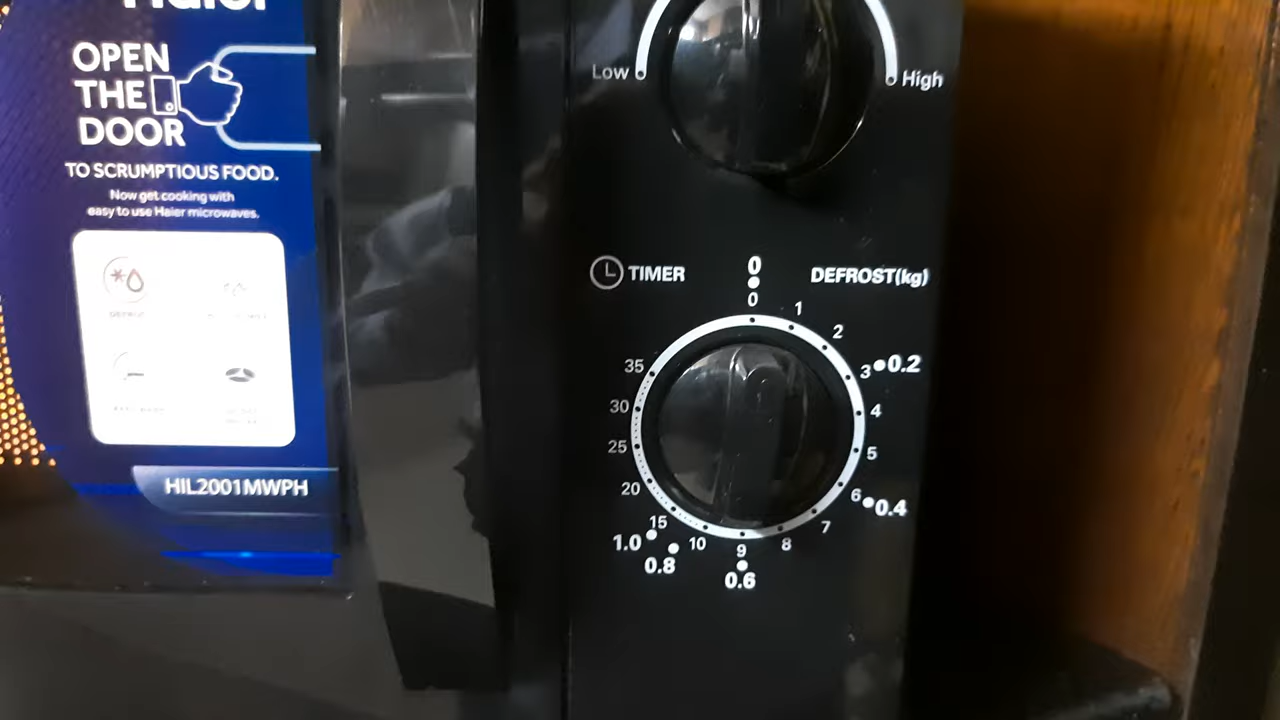 Haier
OPEN
THE
DOOR
TO SCRUMPTIOUS FOOD.
Now get cooking with
easy to use Haier microwaves.
DEFROST
HIL2001MWPH
Low
High
TIMER
0
DEFROST(kg)
0
1
2
3
0.2
4
5
6
0.4
7
8
9
0.6
10
0.8
15
1.0
20
25
30
35